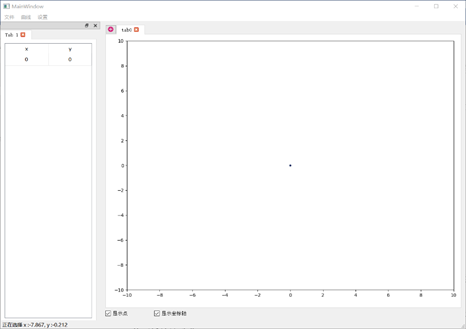 MainWindow
文件 编辑 设置
Tab 1
x y
0 0
tab1
10
8
6
4
2
0
−2
−4
−6
−8
−10
−10 −8 −6 −4 −2 0 2 4 6 8 10
显示点 显示坐标轴
正在选择 x :-7.867, y :-0.212